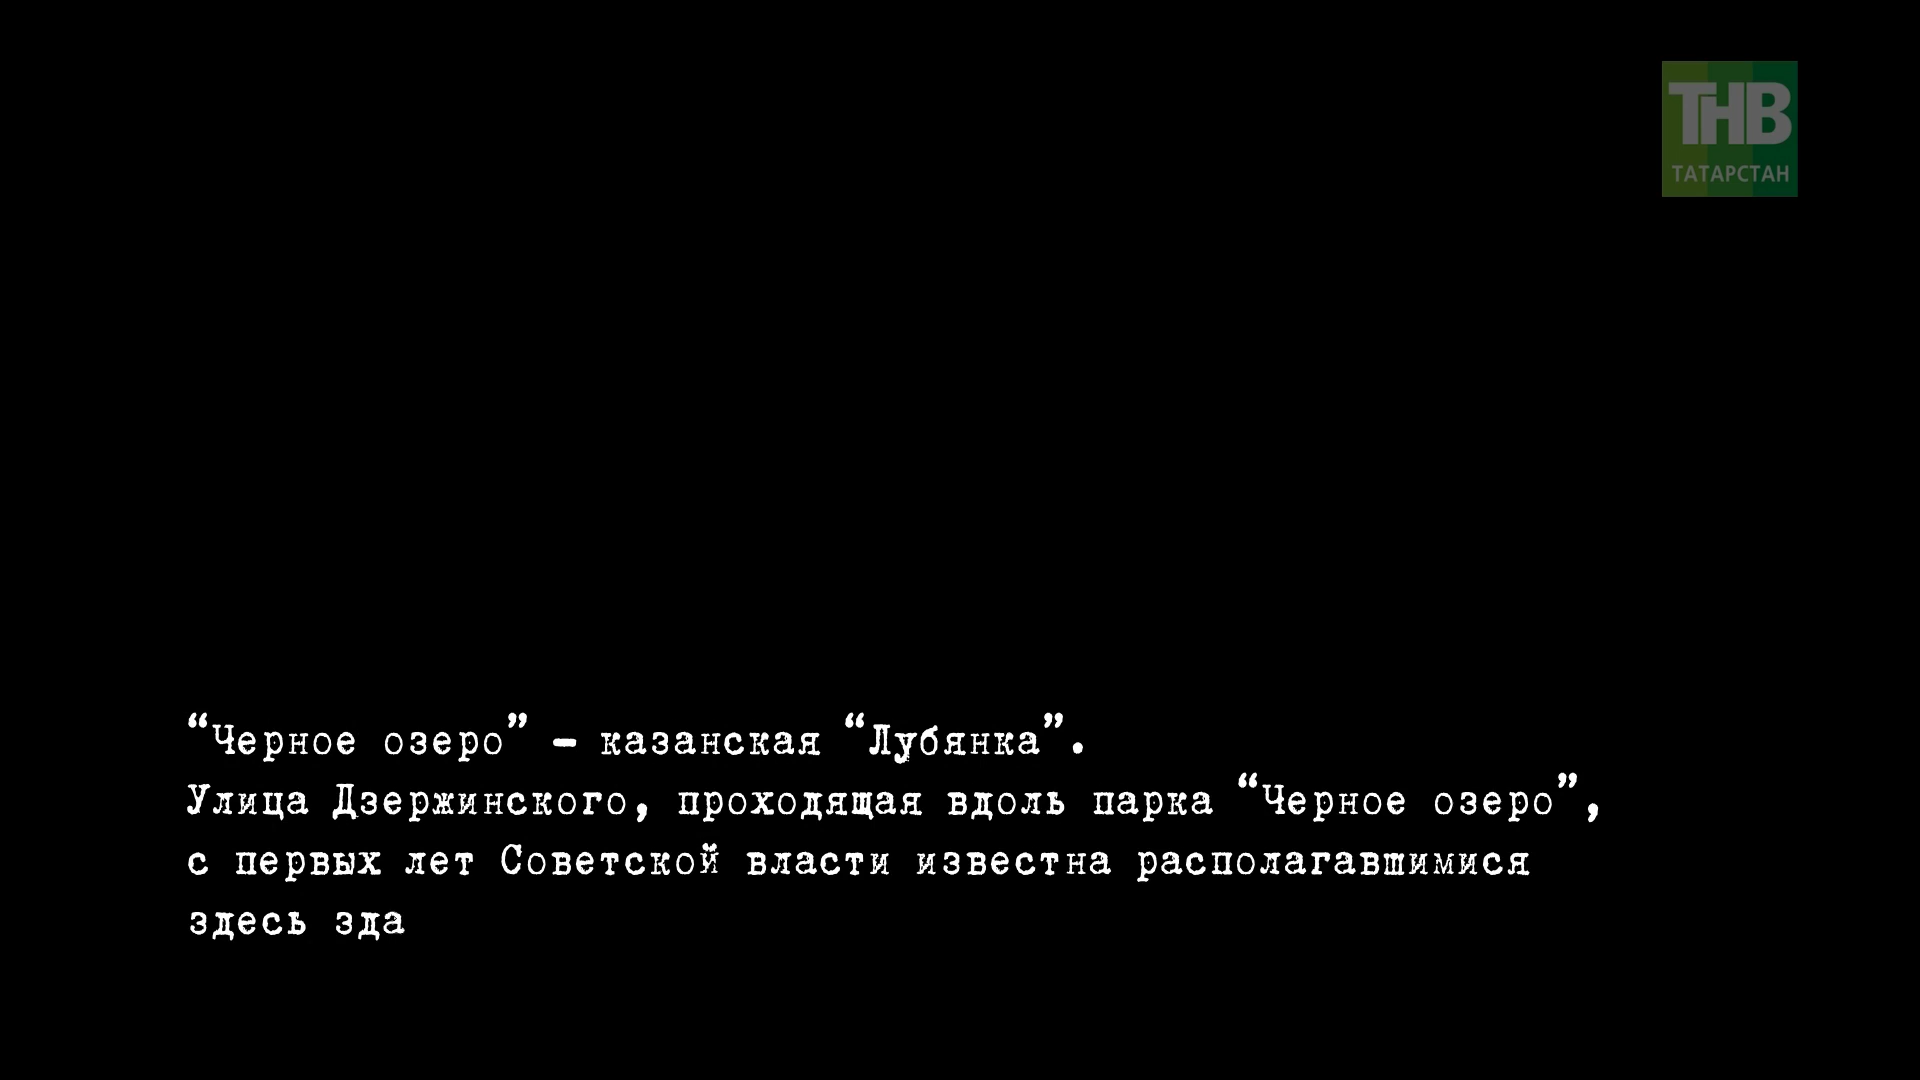 ТНВ
ТАТАРСТАН
“Черное озеро” – казанская “Лубянка”.
Улица Дзержинского, проходящая вдоль парка “Черное озеро”,
с первых лет Советской власти известна располагавшимися
здесь зда